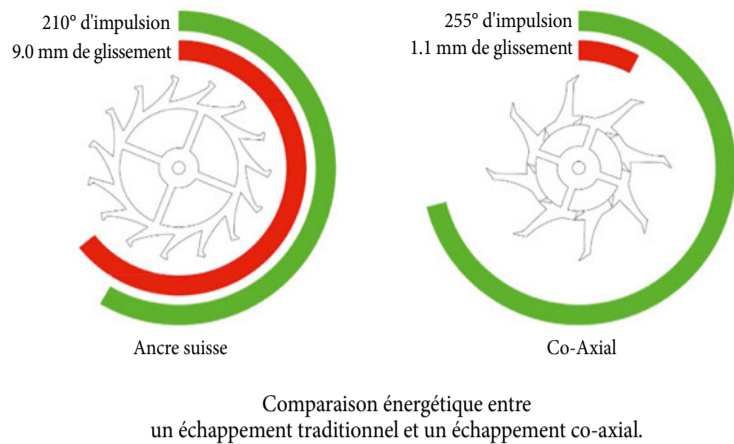 210° d'impulsion
9.0 mm de glissement
Ancre suisse
255° d'impulsion
1.1 mm de glissement
Co-Axial
Comparaison énergétique entre
un échappement traditionnel et un échappement co-axial.